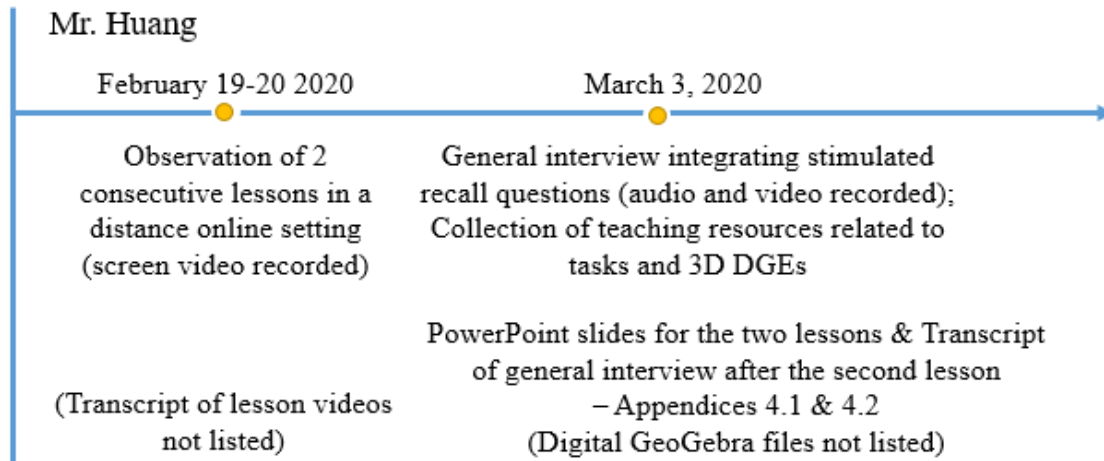 Mr. Huang
February 19-20 2020
March 3, 2020
Observation of 2
consecutive lessons in a
distance online setting
(screen video recorded)
General interview integrating stimulated
recall questions (audio and video recorded);
Collection of teaching resources related to
tasks and 3D DGEs
(Transcript of lesson videos
not listed)
PowerPoint slides for the two lessons & Transcript
of general interview after the second lesson
– Appendices 4.1 & 4.2
(Digital GeoGebra files not listed)